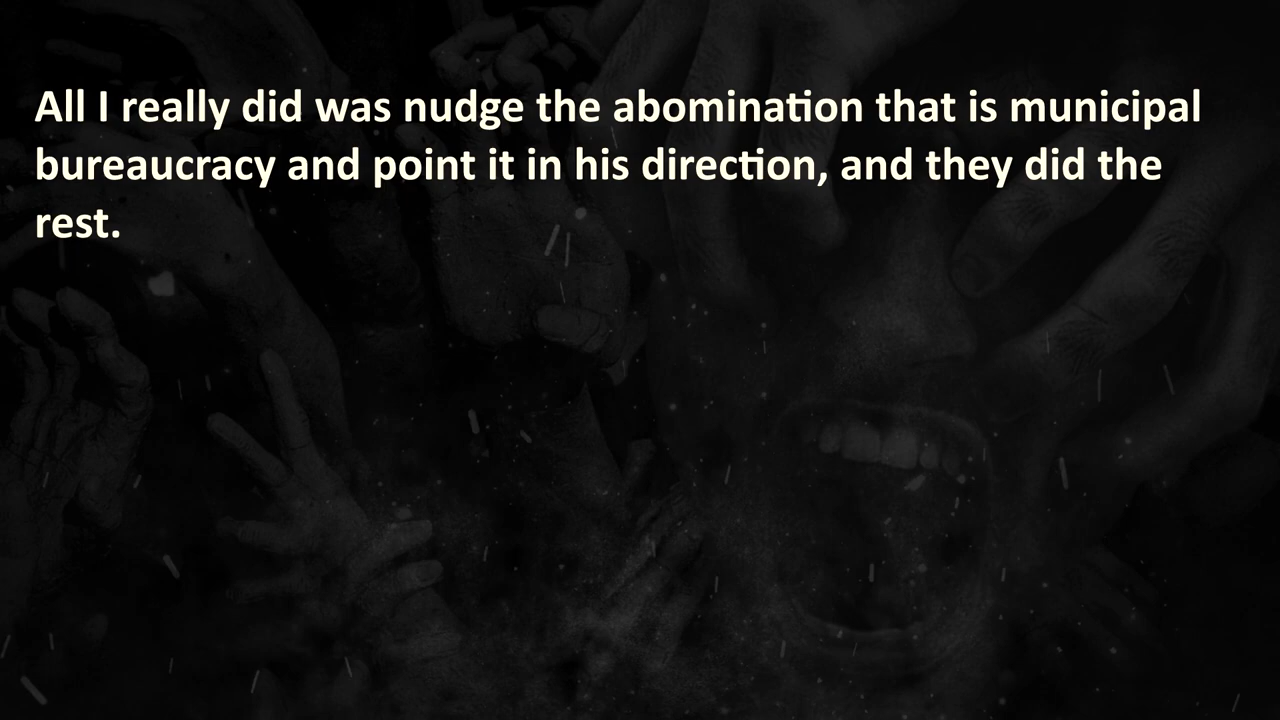 All I really did was nudge the abomination that is municipal
bureaucracy and point it in his direction, and they did the
rest.